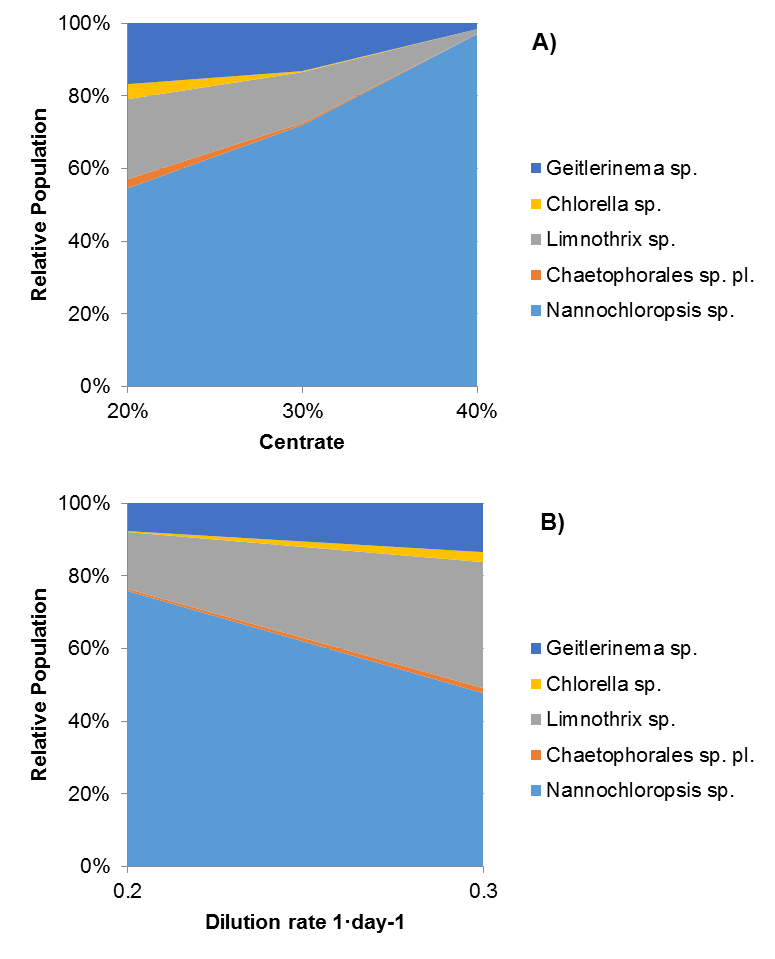 100%
80%
60%
40%
20%
0%
Relative Population
20%
30%
40%
Centrate
A)
Geitlerinema sp.
Chlorella sp.
Limnothrix sp.
Chaetophorales sp. pl.
Nannochloropsis sp.
100%
80%
60%
40%
20%
0%
Relative Population
0.2
0.3
Dilution rate 1·day-1
B)
Geitlerinema sp.
Chlorella sp.
Limnothrix sp.
Chaetophorales sp. pl.
Nannochloropsis sp.